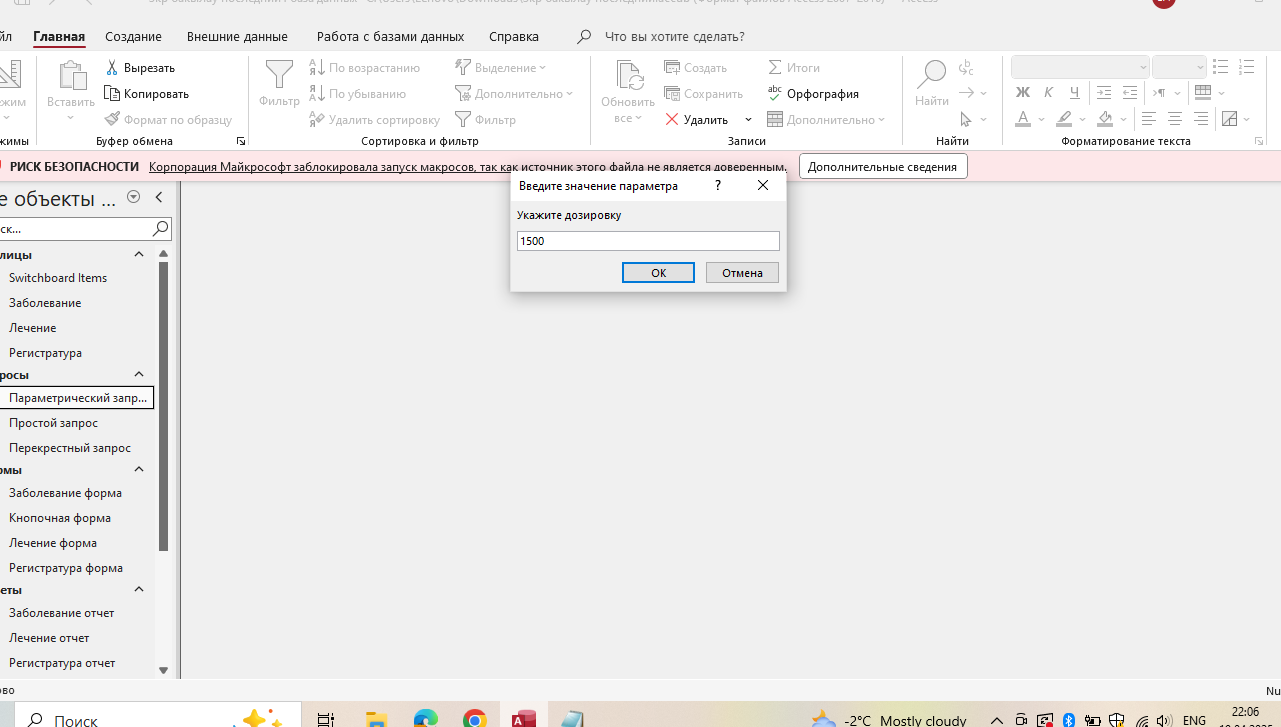 йл Главная Создание Внешние данные Работа с базами данных Справка Что вы хотите сделать?
Вырезать
Копировать
Формат по образцу
Вставить
Буфер обмена
Фильтр
По возрастанию
По убыванию
Удалить сортировку
Выделение
Дополнительно
Фильтр
Сортировка и фильтр
Обновить
все
Создать
Сохранить
Удалить
Итоги
Орфография
Дополнительно
Записи
Найти
Найти
Ж К Ч
Форматирование текста
РИСК БЕЗОПАСНОСТИ Корпорация Майкрософт заблокировала запуск макросов, так как источник этого файла не является доверенным. Дополнительные сведения
е объекты ...
ск...
лицы
Switchboard Items
Заболевание
Лечение
Регистратура
росы
Параметрический запр...
Простой запрос
Перекрестный запрос
рмы
Заболевание форма
Кнопочная форма
Лечение форма
Регистратура форма
еты
Заболевание отчет
Лечение отчет
Регистратура отчет
Введите значение параметра ?
Укажите дозировку
1500
ОК Отмена
ово
Nu
Поиск
-2°C Mostly cloudy
ENG
22:06